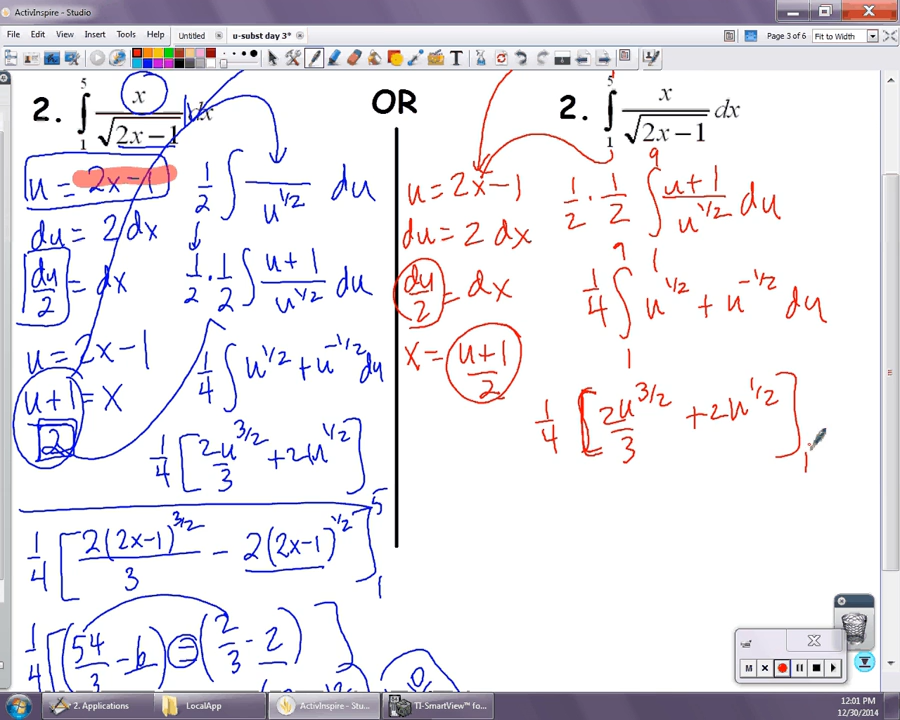 ActivInspire - Studio
File Edit View Insert Tools Help Untitled u-subst day 3* Page 3 of 6 Fit to Width
2. ∫₁⁵ x/√(2x−1) dx
u = 2x−1
1/2 ∫ /u^(1/2) du
du = 2 dx
du/2 = dx
1/2 · 1/2 ∫ (u+1)/u^(1/2) du
u = 2x−1
(u+1)/2 = x
1/4 ∫ u^(1/2) + u^(−1/2) du
1/4 [2u^(3/2)/3 + 2u^(1/2)]
1/4 [2(2x−1)^(3/2)/3 − 2(2x−1)^(1/2)]₁⁵
1/4 [(54/3 − 6) − (2/3 − 2)]
OR
2. ∫₁⁵ x/√(2x−1) dx
u = 2x−1
1/2 · 1/2 ∫₁⁹ (u+1)/u^(1/2) du
du = 2 dx
du/2 = dx
1/4 ∫₁⁹ u^(1/2) + u^(−1/2) du
x = (u+1)/2
1/4 [2u^(3/2)/3 + 2u^(1/2)]₁
M
2. Applications LocalApp ActivInspire - Stu... TI-SmartView™ fo...
12:01 PM
12/30/2014